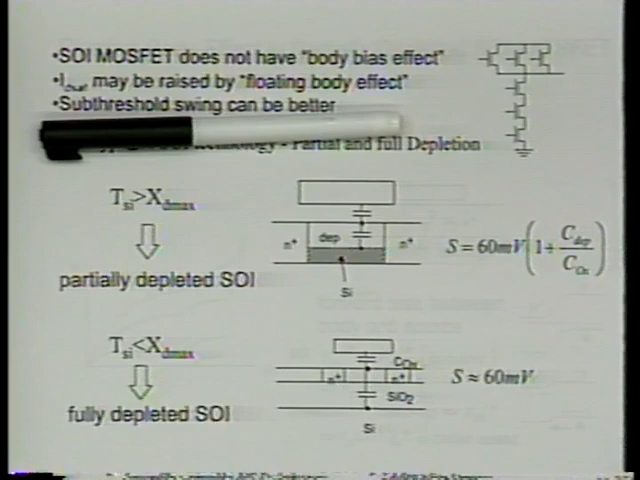 •SOI MOSFET does not have "body bias effect"
•I may be raised by "floating body effect"
•Subthreshold swing can be better
- Partial and full Depletion
T_si>X_dmax
n+ dep n+
S = 60mV(1+ C_dep/C_Ox)
partially depleted SOI
Si
T_si<X_dmax
C_Ox
n+ n+
S ≈ 60mV
SiO2
fully depleted SOI
Si